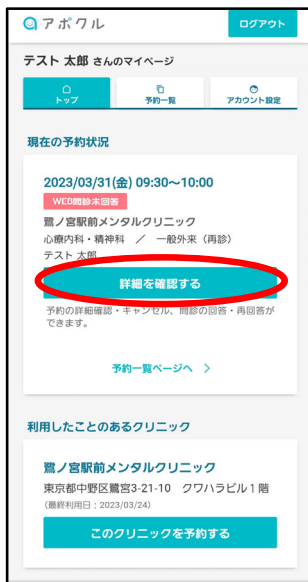 アポクル
ログアウト
テスト 太郎 さんのマイページ
トップ
予約一覧
アカウント設定
現在の予約状況
2023/03/31(金) 09:30～10:00
WEB問診未回答
鷺ノ宮駅前メンタルクリニック
心療内科・精神科 ／ 一般外来（再診）
テスト 太郎
詳細を確認する
予約の詳細確認・キャンセル、問診の回答・再回答が
できます。
予約一覧ページへ >
利用したことのあるクリニック
鷺ノ宮駅前メンタルクリニック
東京都中野区鷺宮3-21-10 クワハラビル１階
(最終利用日：2023/03/24)
このクリニックを予約する